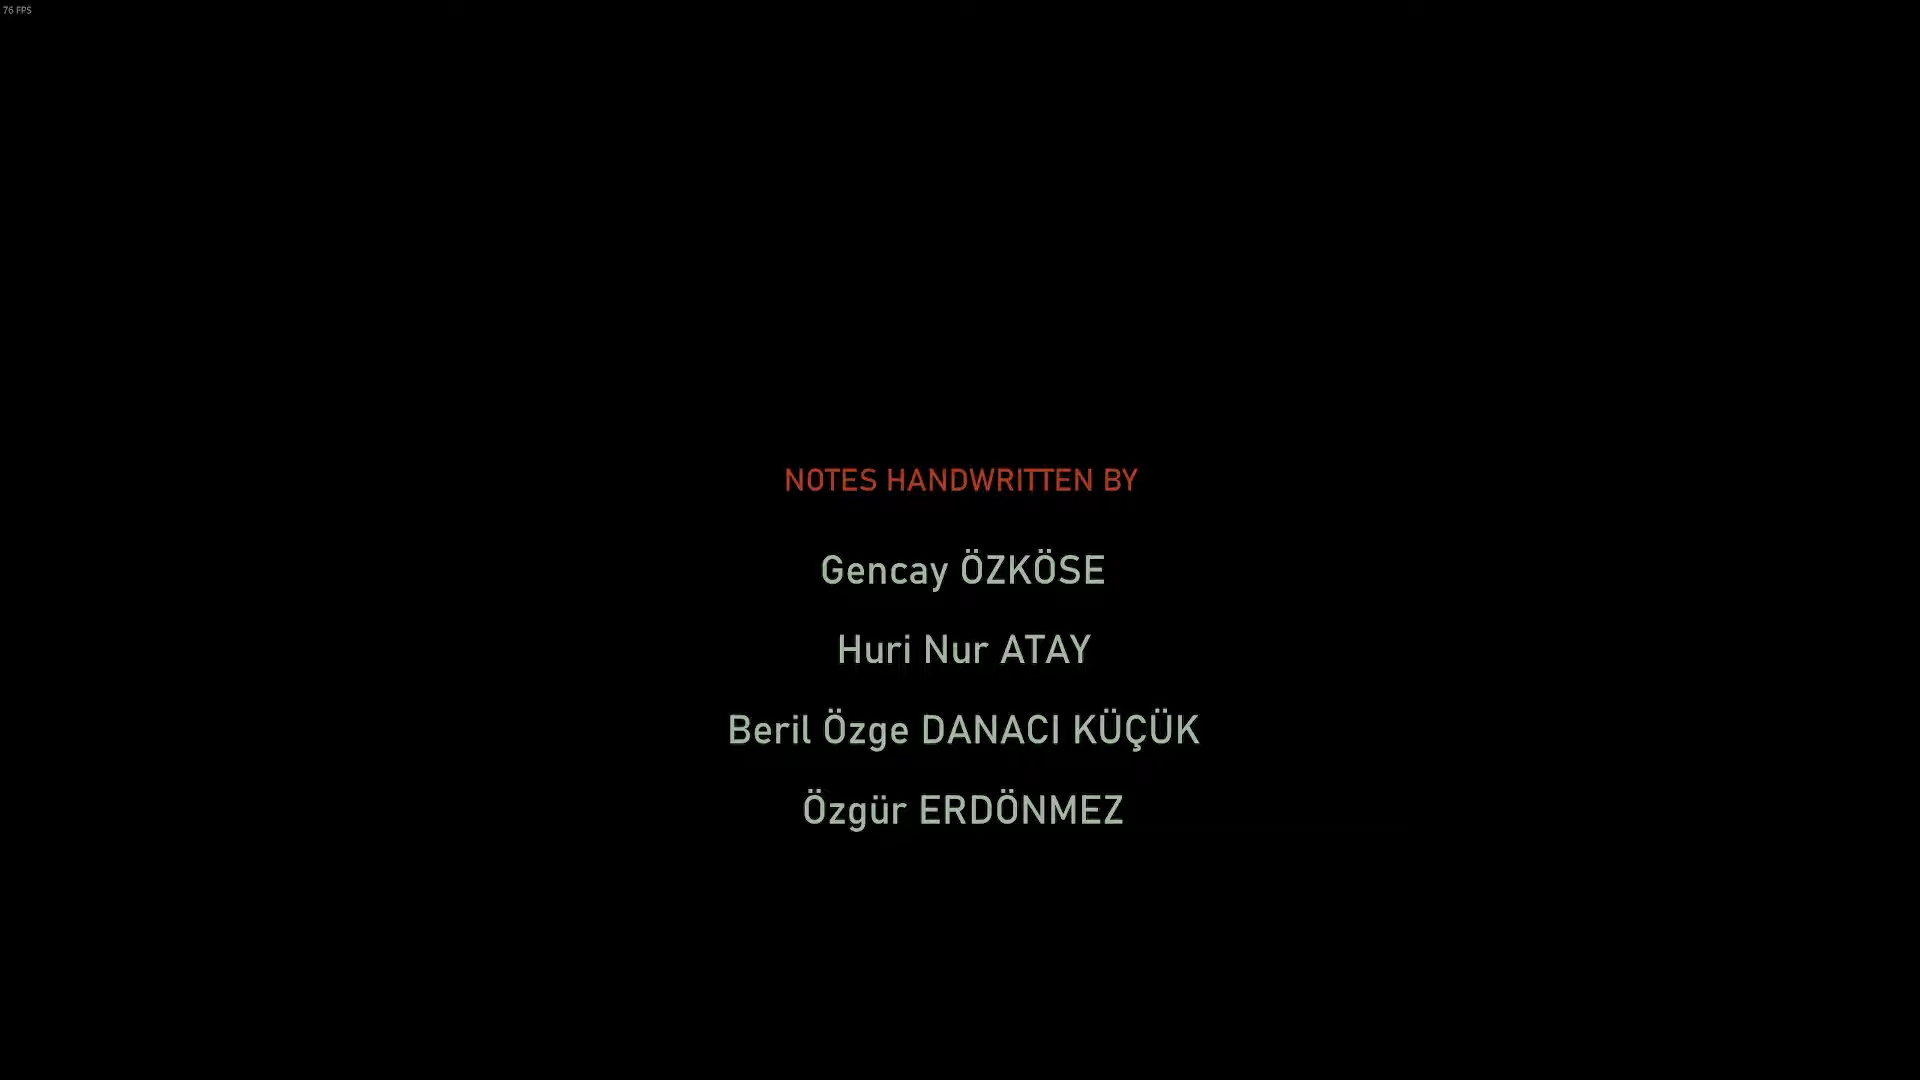 76 FPS
NOTES HANDWRITTEN BY
Gencay ÖZKÖSE
Huri Nur ATAY
Beril Özge DANACI KÜÇÜK
Özgür ERDÖNMEZ